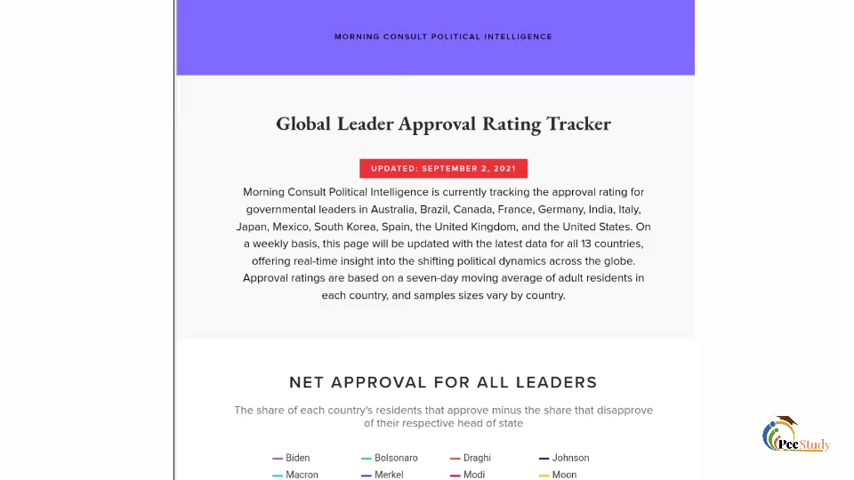 MORNING CONSULT POLITICAL INTELLIGENCE
Global Leader Approval Rating Tracker
UPDATED: SEPTEMBER 2, 2021
Morning Consult Political Intelligence is currently tracking the approval rating for
governmental leaders in Australia, Brazil, Canada, France, Germany, India, Italy,
Japan, Mexico, South Korea, Spain, the United Kingdom, and the United States. On
a weekly basis, this page will be updated with the latest data for all 13 countries,
offering real-time insight into the shifting political dynamics across the globe.
Approval ratings are based on a seven-day moving average of adult residents in
each country, and samples sizes vary by country.
NET APPROVAL FOR ALL LEADERS
The share of each country's residents that approve minus the share that disapprove
of their respective head of state
Biden Bolsonaro Draghi Johnson
Macron Merkel Modi Moon
Pcc Study